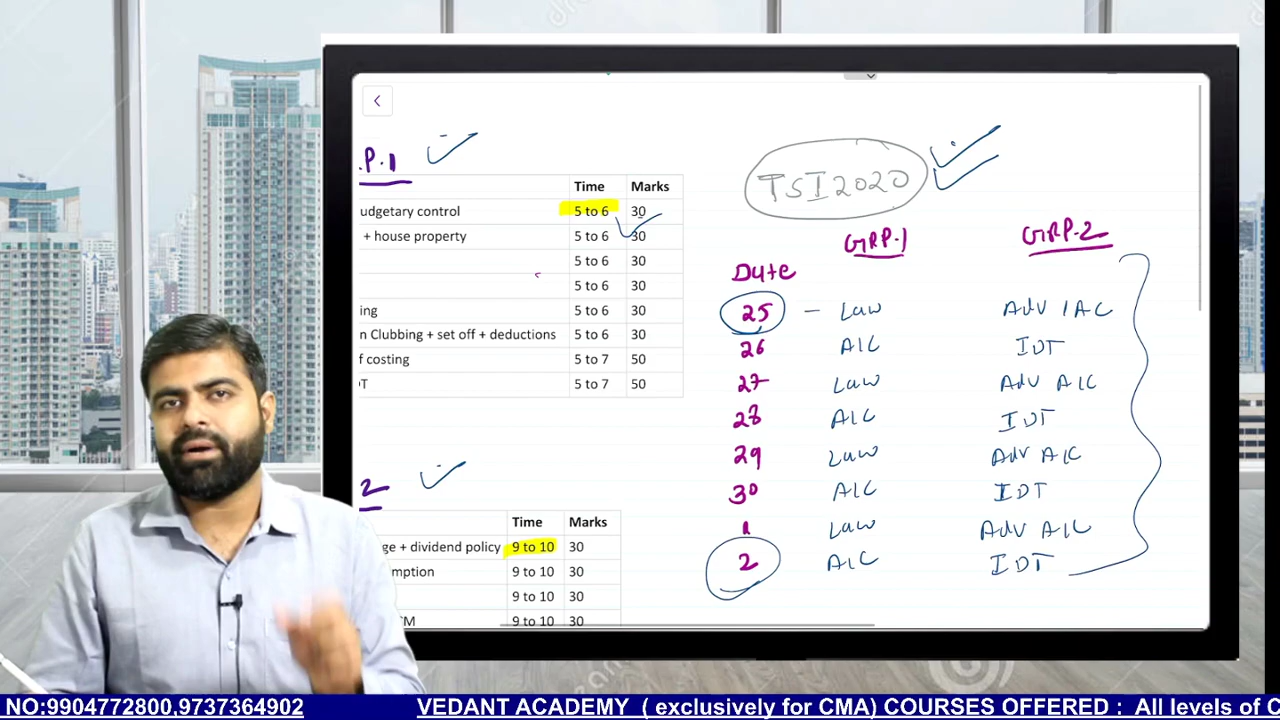 .P.1
Time Marks
udgetary control 5 to 6 30
+ house property 5 to 6 30
5 to 6 30
5 to 6 30
ing 5 to 6 30
n Clubbing + set off + deductions 5 to 6 30
f costing 5 to 7 50
OT 5 to 7 50
2
Time Marks
ge + dividend policy 9 to 10 30
mption 9 to 10 30
9 to 10 30
CM 9 to 10 30
TSI2020
GRP.1 GRP.2
Date
25 - Law Adv A/C
26 A/C IDT
27 Law Adv A/C
28 A/C IDT
29 Law Adv A/C
30 A/C IDT
1 Law Adv A/C
2 A/C IDT
NO:9904772800,9737364902 VEDANT ACADEMY ( exclusively for CMA) COURSES OFFERED : All levels of C